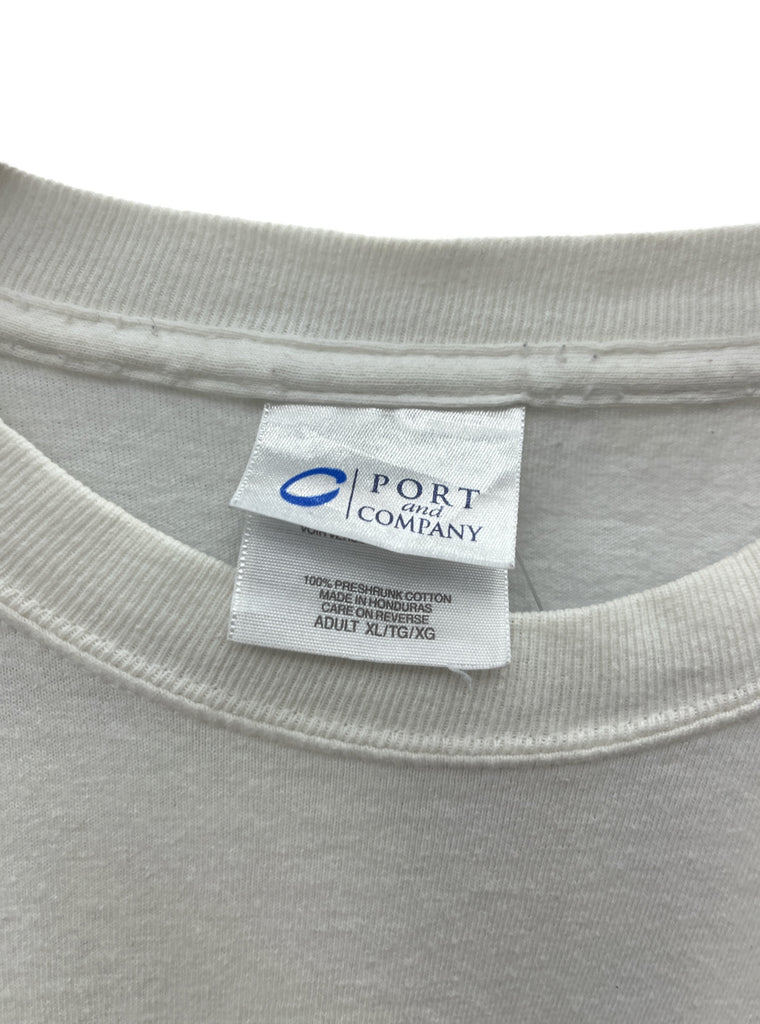 PORT
and
COMPANY
100% PRESHRUNK COTTON
MADE IN HONDURAS
CARE ON REVERSE
ADULT XL/TG/XG